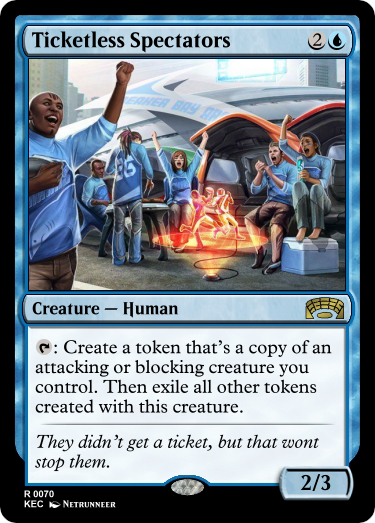 Ticketless Spectators 2
Creature — Human
: Create a token that's a copy of an
attacking or blocking creature you
control. Then exile all other tokens
created with this creature.
They didn't get a ticket, but that wont
stop them.
2/3
R 0070
KEC Netrunneer